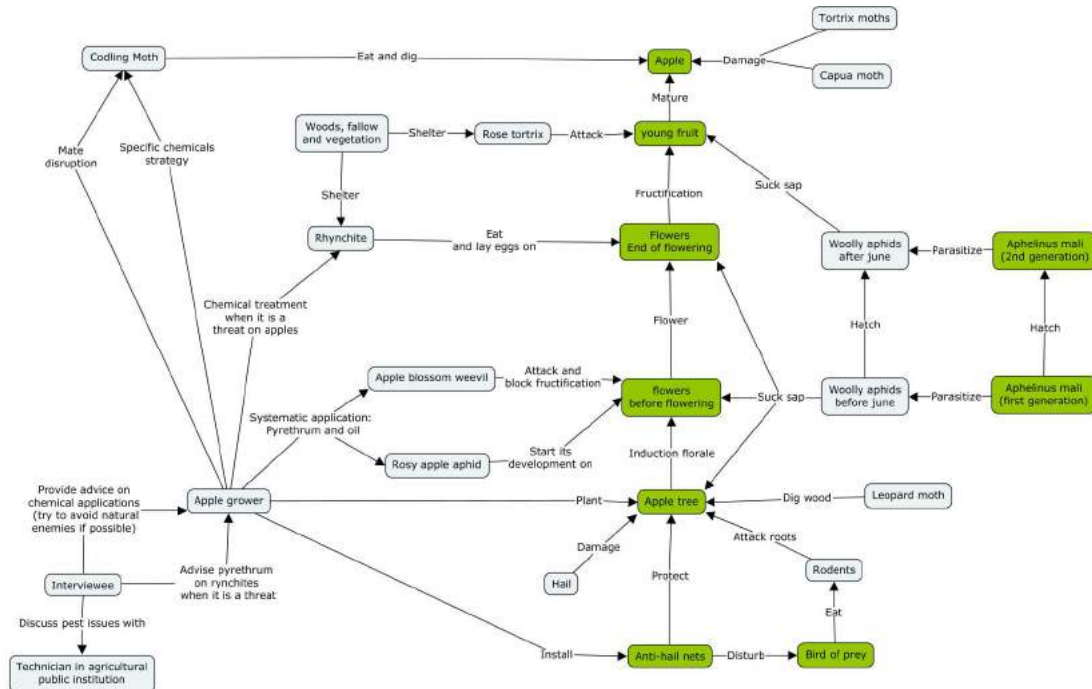 Tortrix moths
Codling Moth
Eat and dig
Apple
Damage
Capua moth
Mature
Woods, fallow
and vegetation
Shelter
Rose tortrix
Attack
young fruit
Mate
disruption
Specific chemicals
strategy
Shelter
Fructification
Suck sap
Rhynchite
Eat
and lay eggs on
Flowers
End of flowering
Woolly aphids
after june
Parasitize
Aphelinus mali
(2nd generation)
Chemical treatment
when it is a
threat on apples
Flower
Hatch
Hatch
Apple blossom weevil
Attack and
block fructification
flowers
before flowering
Suck sap
Woolly aphids
before june
Parasitize
Aphelinus mali
(first generation)
Systematic application:
Pyrethrum and oil
Rosy apple aphid
Start its
development on
Induction florale
Provide advice on
chemical applications
(try to avoid natural
enemies if possible)
Apple grower
Plant
Apple tree
Dig wood
Leopard moth
Damage
Attack roots
Hail
Protect
Rodents
Interviewee
Advise pyrethrum
on rynchites
when it is a threat
Eat
Discuss pest issues with
Technician in agricultural
public institution
Install
Anti-hail nets
Disturb
Bird of prey